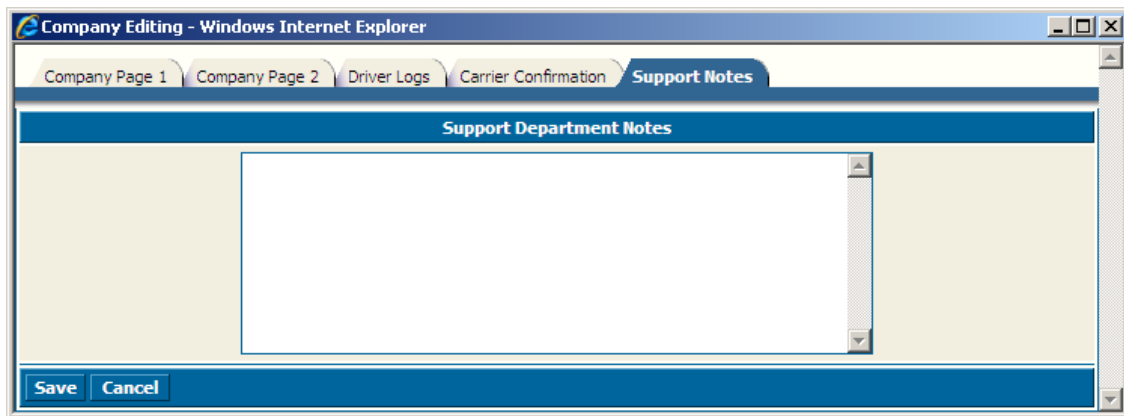 Company Editing - Windows Internet Explorer
Company Page 1 Company Page 2 Driver Logs Carrier Confirmation Support Notes
Support Department Notes
Save Cancel